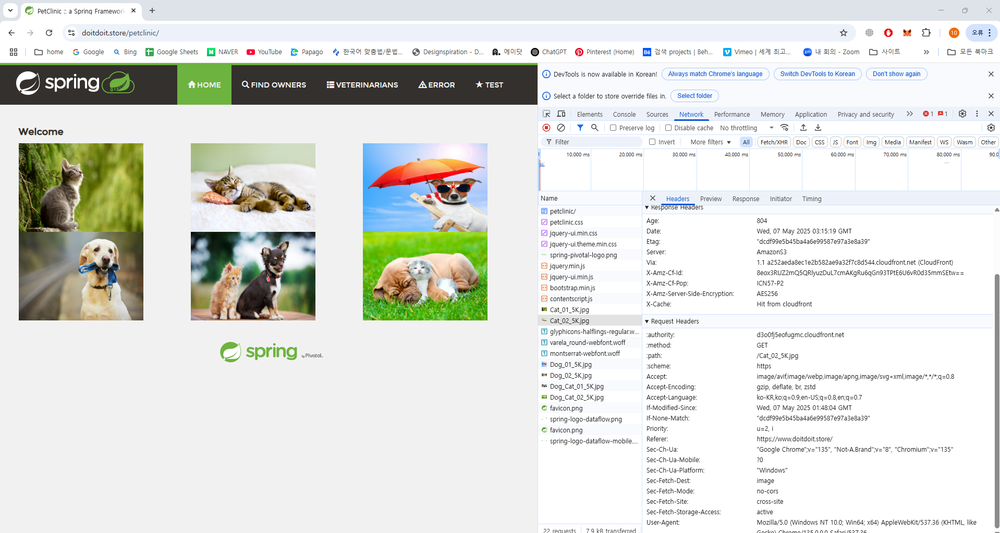 PetClinic :: a Spring Framework
doitdoit.store/petclinic/
10
오류
home
Google
Bing
Google Sheets
NAVER
YouTube
Papago
한국어 맞춤법/문법...
Designspiration - D...
에이닷
ChatGPT
Pinterest (Home)
검색 projects | Beh...
Vimeo | 세계 최고...
내 회의 - Zoom
사이트
모든 북마크
spring
HOME
FIND OWNERS
VETERINARIANS
ERROR
TEST
Welcome
spring by Pivotal
DevTools is now available in Korean! Always match Chrome's language Switch DevTools to Korean Don't show again
Select a folder to store override files in. Select folder
Elements Console Sources Network Performance Memory Application Privacy and security 1 1
Preserve log Disable cache No throttling
Filter Invert More filters All Fetch/XHR Doc CSS JS Font Img Media Manifest WS Wasm Other
10,000 ms 20,000 ms 30,000 ms 40,000 ms 50,000 ms 60,000 ms 70,000 ms 80,000 ms 90,0
Name
petclinic/
petclinic.css
jquery-ui.min.css
jquery-ui.theme.min.css
spring-pivotal-logo.png
jquery.min.js
jquery-ui.min.js
bootstrap.min.js
contentscript.js
Cat_01_5K.jpg
Cat_02_5K.jpg
glyphicons-halflings-regular.w...
varela_round-webfont.woff
montserrat-webfont.woff
Dog_01_5K.jpg
Dog_02_5K.jpg
Dog_Cat_01_5K.jpg
Dog_Cat_02_5K.jpg
favicon.png
spring-logo-dataflow.png
favicon.png
spring-logo-dataflow-mobile....
22 requests 7.9 kB transferred
Headers Preview Response Initiator Timing
Response Headers
Age: 804
Date: Wed, 07 May 2025 03:15:19 GMT
Etag: "dcdf99e5b45ba4a6e99587e97a3e8a39"
Server: AmazonS3
Via: 1.1 a252aeda8ec1e2b582ae9a32f7c8d544.cloudfront.net (CloudFront)
X-Amz-Cf-Id: 8eox3RUZ2mQ5QRlyuzDuL7cmAKgRu6qGn93TPtE6U6vR0d35mmSEtw==
X-Amz-Cf-Pop: ICN57-P2
X-Amz-Server-Side-Encryption: AES256
X-Cache: Hit from cloudfront
Request Headers
:authority: d3o0fj5eofugmc.cloudfront.net
:method: GET
:path: /Cat_02_5K.jpg
:scheme: https
Accept: image/avif,image/webp,image/apng,image/svg+xml,image/*,*/*;q=0.8
Accept-Encoding: gzip, deflate, br, zstd
Accept-Language: ko-KR,ko;q=0.9,en-US;q=0.8,en;q=0.7
If-Modified-Since: Wed, 07 May 2025 01:48:04 GMT
If-None-Match: "dcdf99e5b45ba4a6e99587e97a3e8a39"
Priority: u=2, i
Referer: https://www.doitdoit.store/
Sec-Ch-Ua: "Google Chrome";v="135", "Not-A.Brand";v="8", "Chromium";v="135"
Sec-Ch-Ua-Mobile: ?0
Sec-Ch-Ua-Platform: "Windows"
Sec-Fetch-Dest: image
Sec-Fetch-Mode: no-cors
Sec-Fetch-Site: cross-site
Sec-Fetch-Storage-Access: active
User-Agent: Mozilla/5.0 (Windows NT 10.0; Win64; x64) AppleWebKit/537.36 (KHTML, like
Gecko) Chrome/135.0.0.0 Safari/537.36